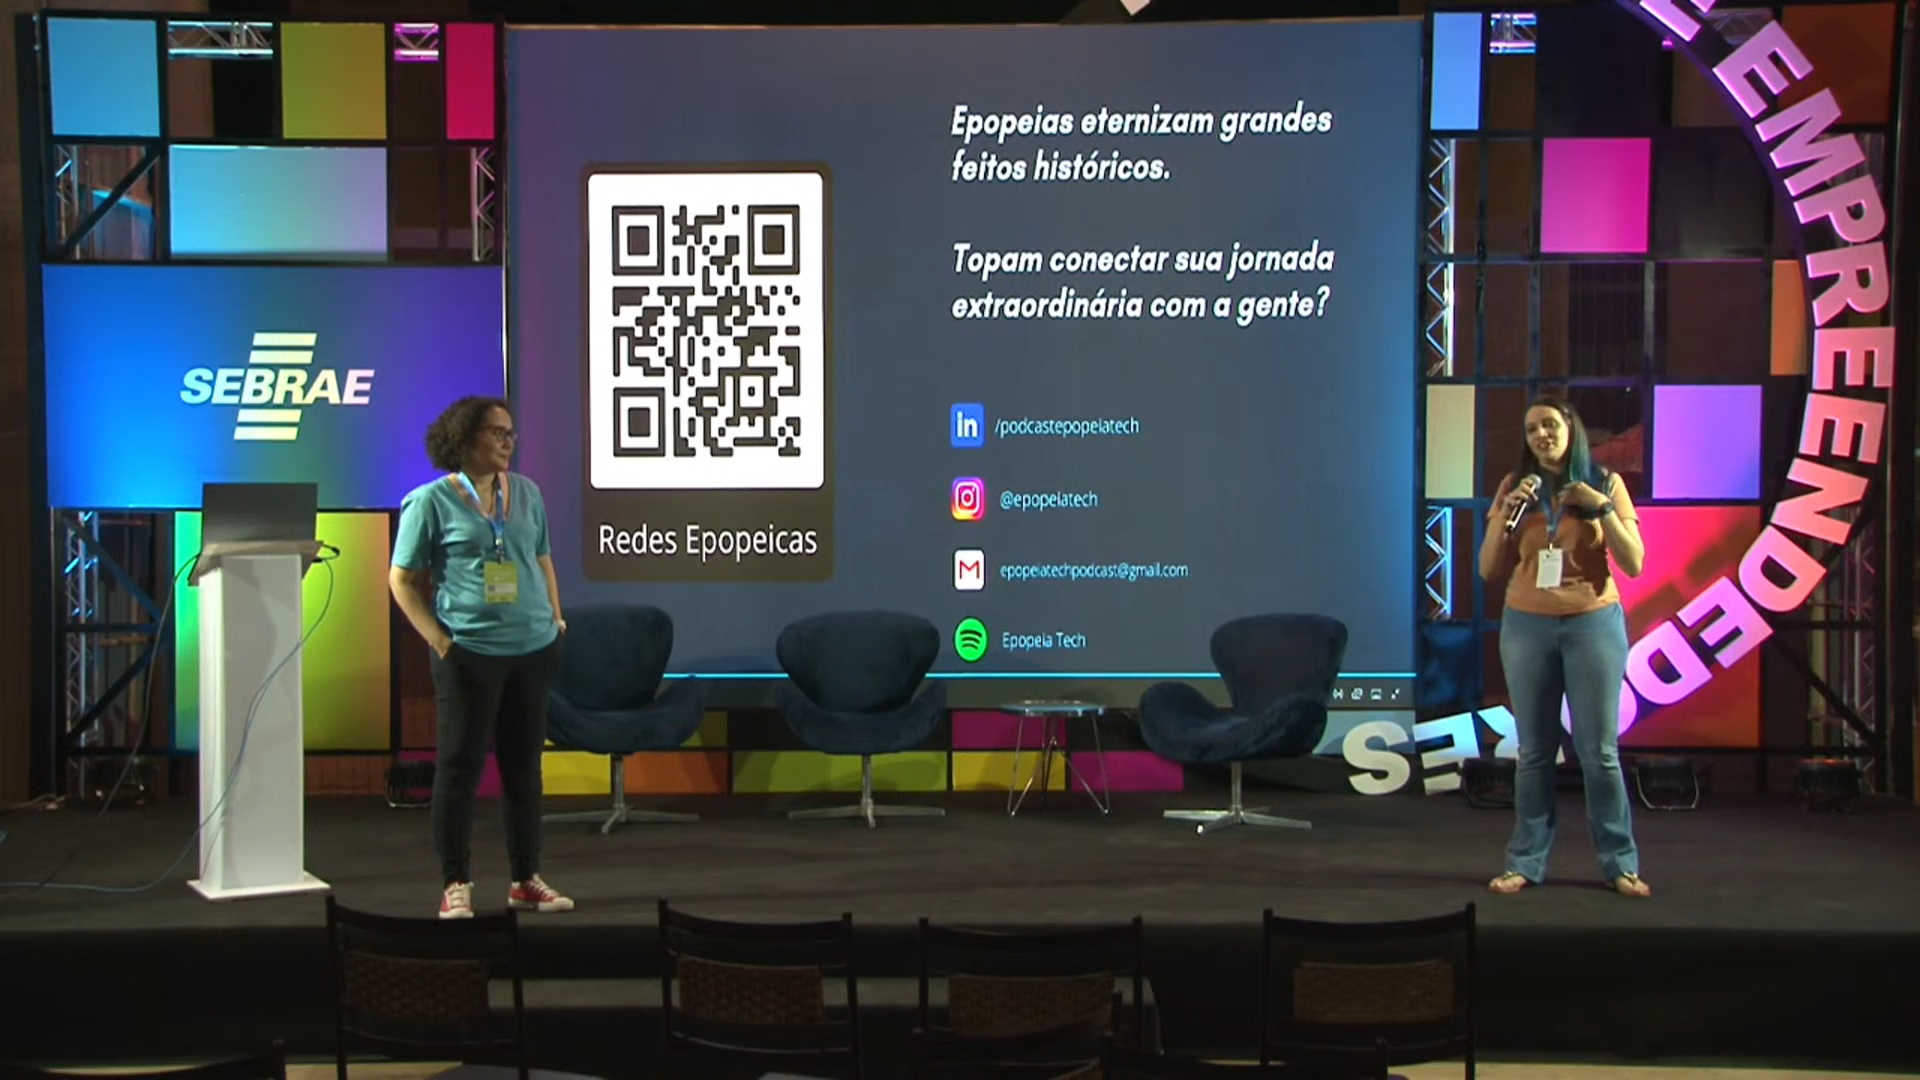 Epopeias eternizam grandes
feitos históricos.
Topam conectar sua jornada
extraordinária com a gente?
/podcastepopeiatech
@epopeiatech
epopeiatechpodcast@gmail.com
Epopeia Tech
Redes Epopeicas
SEBRAE
EMPREENDEDORES